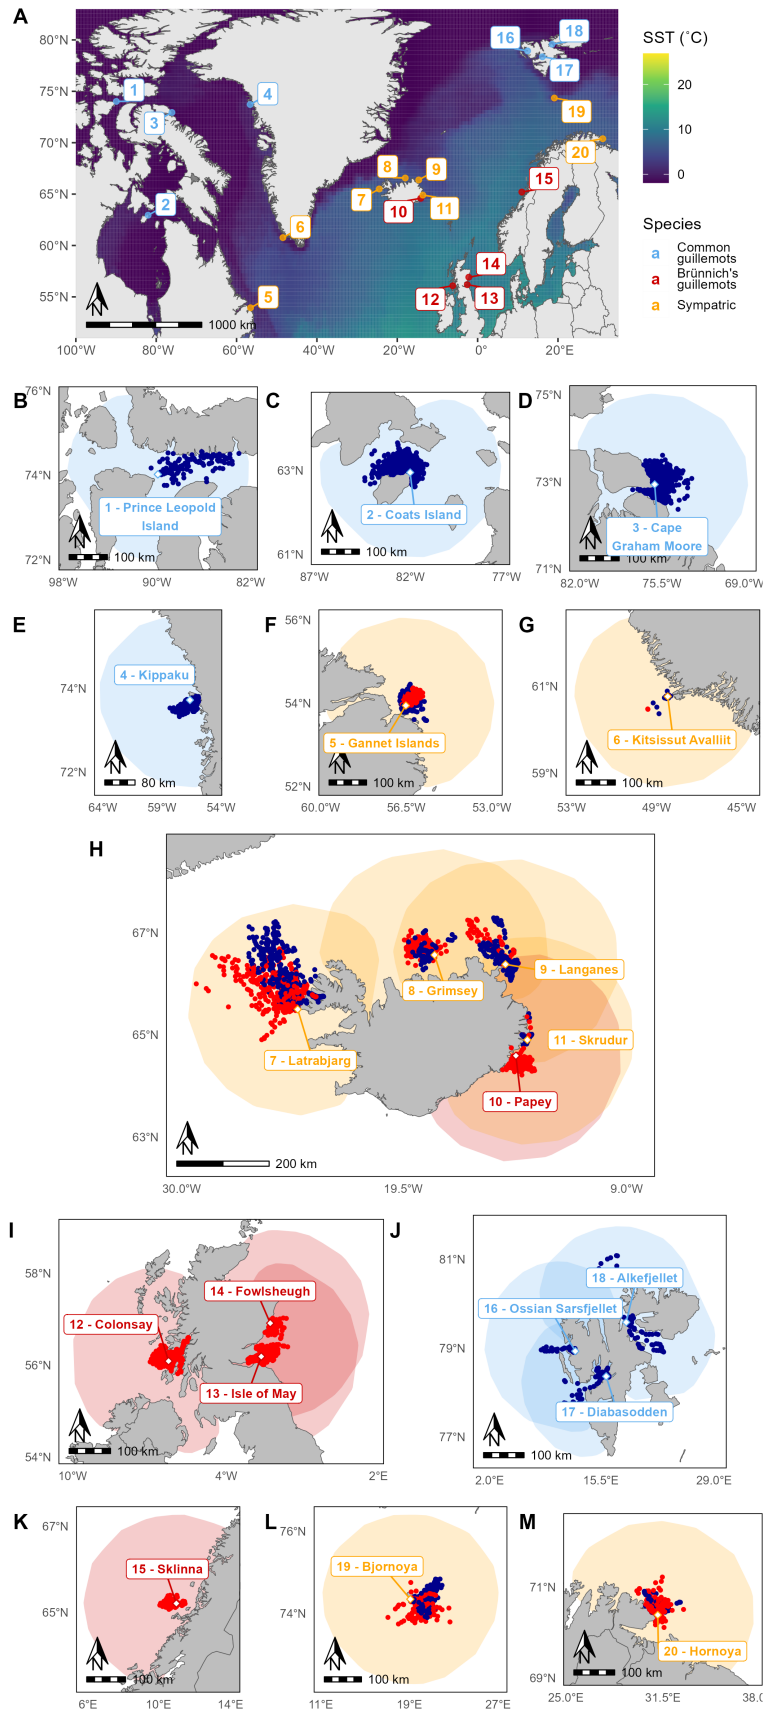 A
80°N
75°N
70°N
65°N
60°N
55°N
1
2
3
4
5
6
7
8
9
10
11
12
13
14
15
16
17
18
19
20
N
1000 km
100°W
80°W
60°W
40°W
20°W
0°
20°E
SST (°C)
20
10
0
Species
a Common guillemots
a Brünnich's guillemots
a Sympatric
B
76°N
74°N
72°N
1 - Prince Leopold
Island
N
100 km
98°W
90°W
82°W
C
63°N
61°N
2 - Coats Island
N
100 km
87°W
82°W
77°W
D
75°N
73°N
71°N
3 - Cape
Graham Moore
N
100 km
82.0°W
75.5°W
69.0°W
E
74°N
72°N
4 - Kippaku
N
80 km
64°W
59°W
54°W
F
56°N
54°N
52°N
5 - Gannet Islands
N
100 km
60.0°W
56.5°W
53.0°W
G
61°N
59°N
6 - Kitsissut Avalliit
N
100 km
53°W
49°W
45°W
H
67°N
65°N
63°N
8 - Grimsey
9 - Langanes
11 - Skrudur
7 - Latrabjarg
10 - Papey
N
200 km
30.0°W
19.5°W
9.0°W
I
58°N
56°N
54°N
14 - Fowlsheugh
12 - Colonsay
13 - Isle of May
N
100 km
10°W
4°W
2°E
J
81°N
79°N
77°N
18 - Alkefjellet
16 - Ossian Sarsfjellet
17 - Diabasodden
N
100 km
2.0°E
15.5°E
29.0°E
K
67°N
65°N
15 - Sklinna
N
100 km
6°E
10°E
14°E
L
76°N
74°N
19 - Bjornoya
N
100 km
11°E
19°E
27°E
M
71°N
69°N
20 - Hornoya
N
100 km
25.0°E
31.5°E